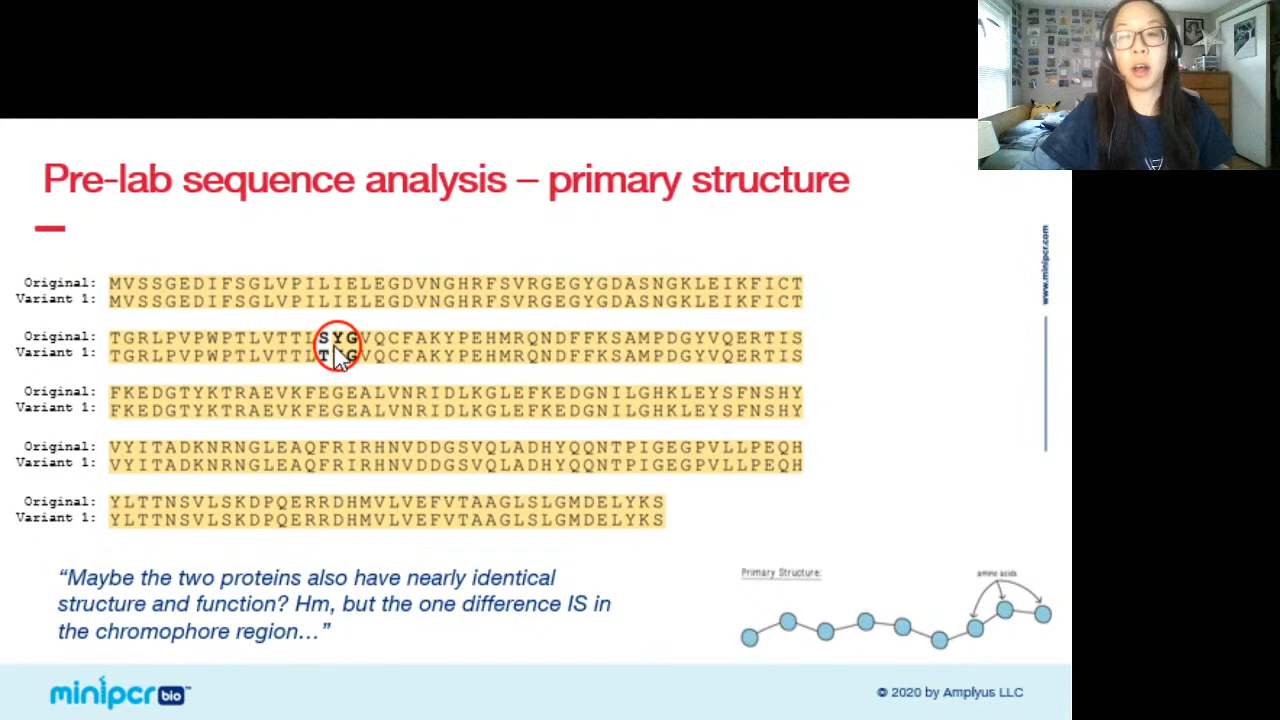 Pre-lab sequence analysis – primary structure
www.minipcr.com
Original: MVSSGEDIFSGLVPILIELEGDVNGHRFSVRGEGYGDASNGKLEIKFICT
Variant 1: MVSSGEDIFSGLVPILIELEGDVNGHRFSVRGEGYGDASNGKLEIKFICT
Original: TGRLPVPWPTLVTTLSYGVQCFAKYPEHMRQNDFFKSAMPDGYVQERTIS
Variant 1: TGRLPVPWPTLVTTLT GVQCFAKYPEHMRQNDFFKSAMPDGYVQERTIS
Original: FKEDGTYKTRAEVKFEGEALVNRIDLKGLEFKEDGNILGHKLEYSFNSHY
Variant 1: FKEDGTYKTRAEVKFEGEALVNRIDLKGLEFKEDGNILGHKLEYSFNSHY
Original: VYITADKNRNGLEAQFRIRHNVDDGSVQLADHYQQNTPIGEGPVLLPEQH
Variant 1: VYITADKNRNGLEAQFRIRHNVDDGSVQLADHYQQNTPIGEGPVLLPEQH
Original: YLTTNSVLSKDPQERRDHMVLVEFVTAAGLSLGMDELYKS
Variant 1: YLTTNSVLSKDPQERRDHMVLVEFVTAAGLSLGMDELYKS
“Maybe the two proteins also have nearly identical
structure and function? Hm, but the one difference IS in
the chromophore region…”
Primary Structure:
amino acids
minipcr bio™
© 2020 by Amplyus LLC